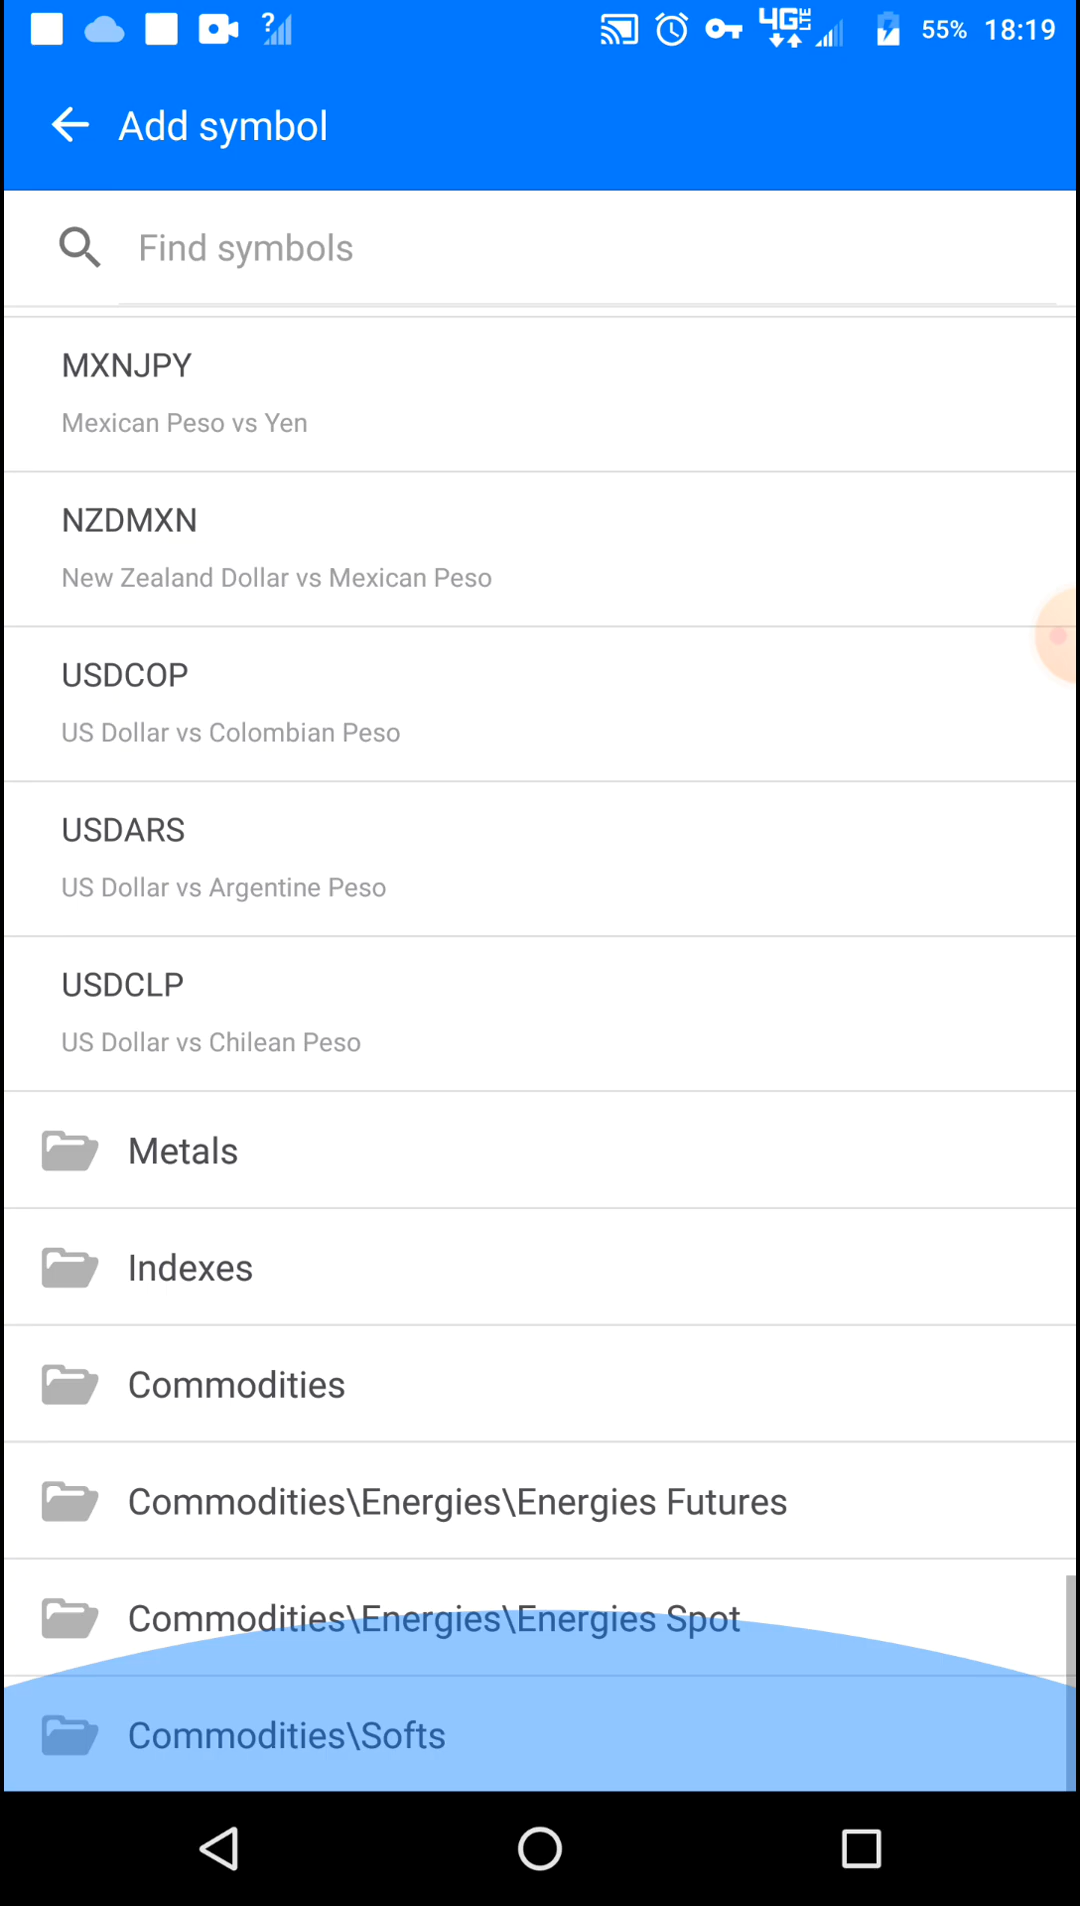 4G LTE 55% 18:19
Add symbol
Find symbols
MXNJPY
Mexican Peso vs Yen
NZDMXN
New Zealand Dollar vs Mexican Peso
USDCOP
US Dollar vs Colombian Peso
USDARS
US Dollar vs Argentine Peso
USDCLP
US Dollar vs Chilean Peso
Metals
Indexes
Commodities
Commodities\Energies\Energies Futures
Commodities\Energies\Energies Spot
Commodities\Softs